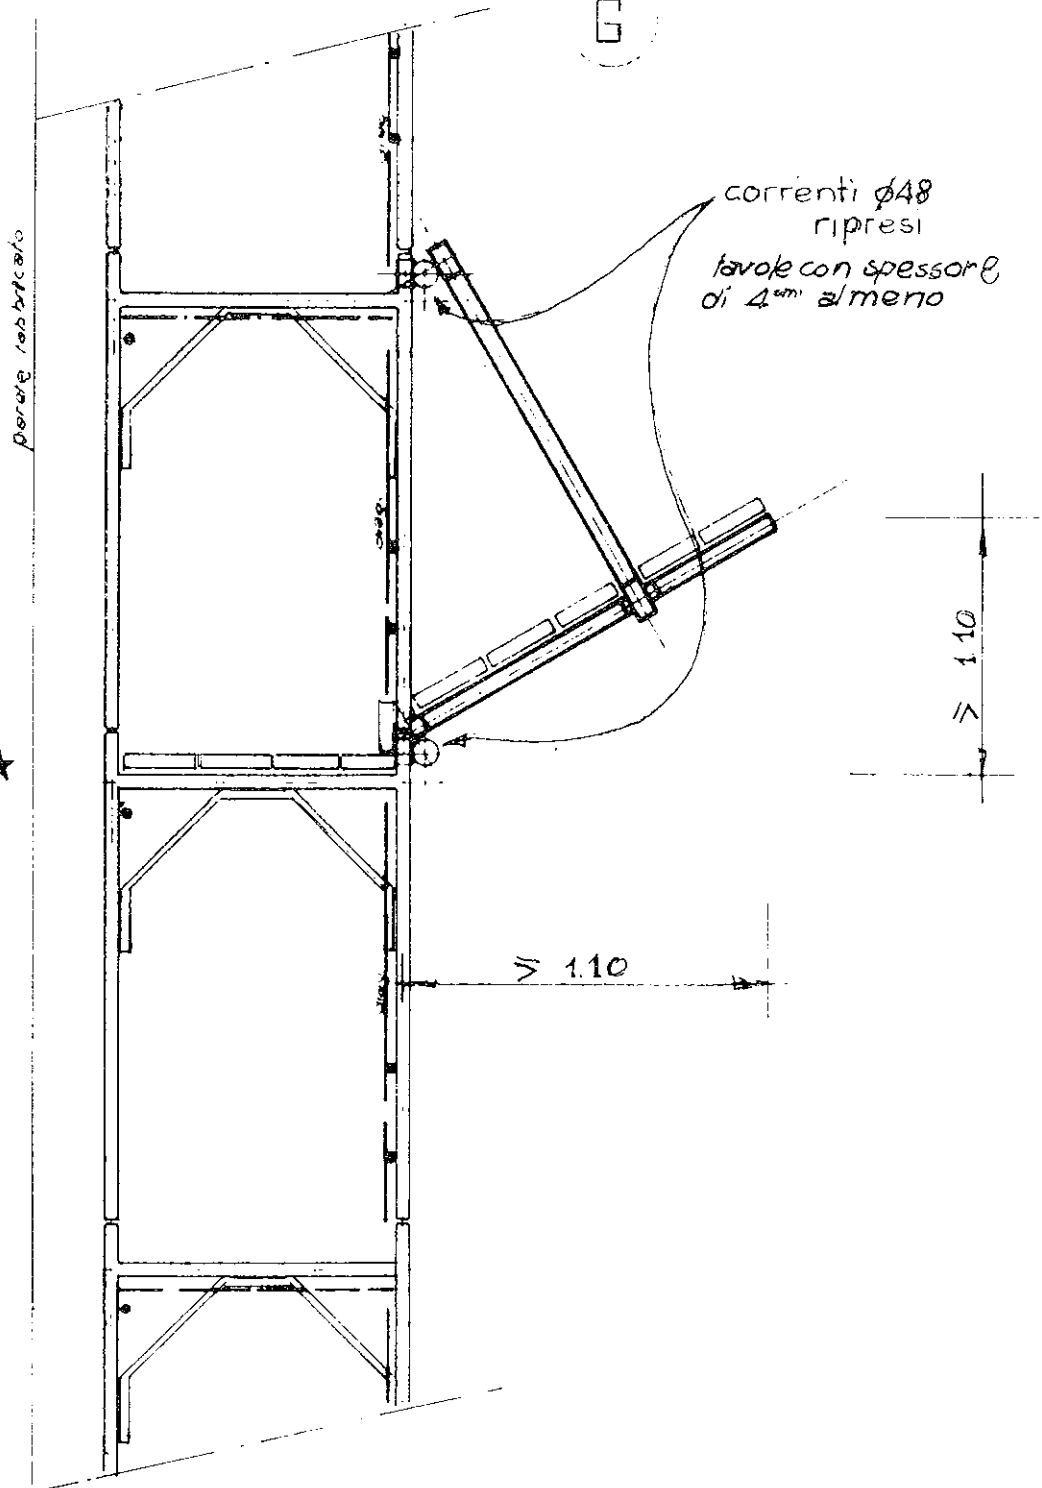 G
correnti ø48
ripresi
tavole con spessore
di 4 cm almeno
parete fabbricato
≥ 1.10
≥ 1.10